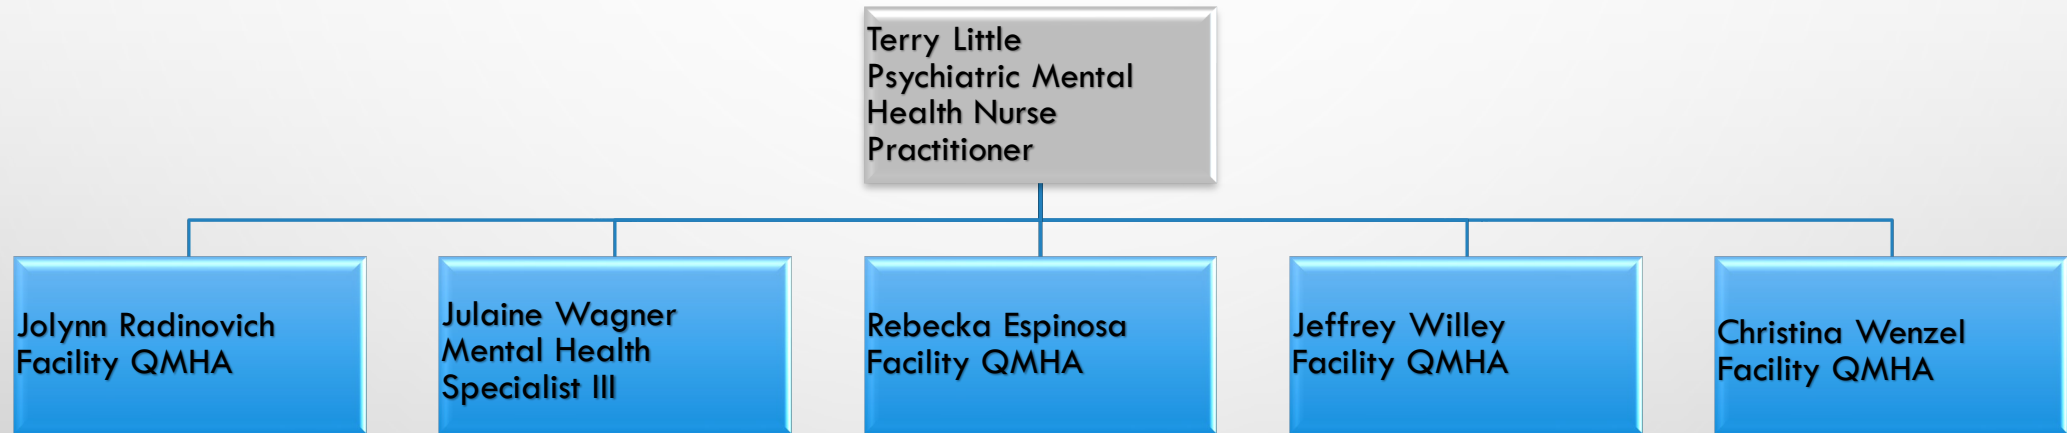 Terry Little
Psychiatric Mental
Health Nurse
Practitioner
Jolynn Radinovich
Facility QMHA
Julaine Wagner
Mental Health
Specialist III
Rebecka Espinosa
Facility QMHA
Jeffrey Willey
Facility QMHA
Christina Wenzel
Facility QMHA